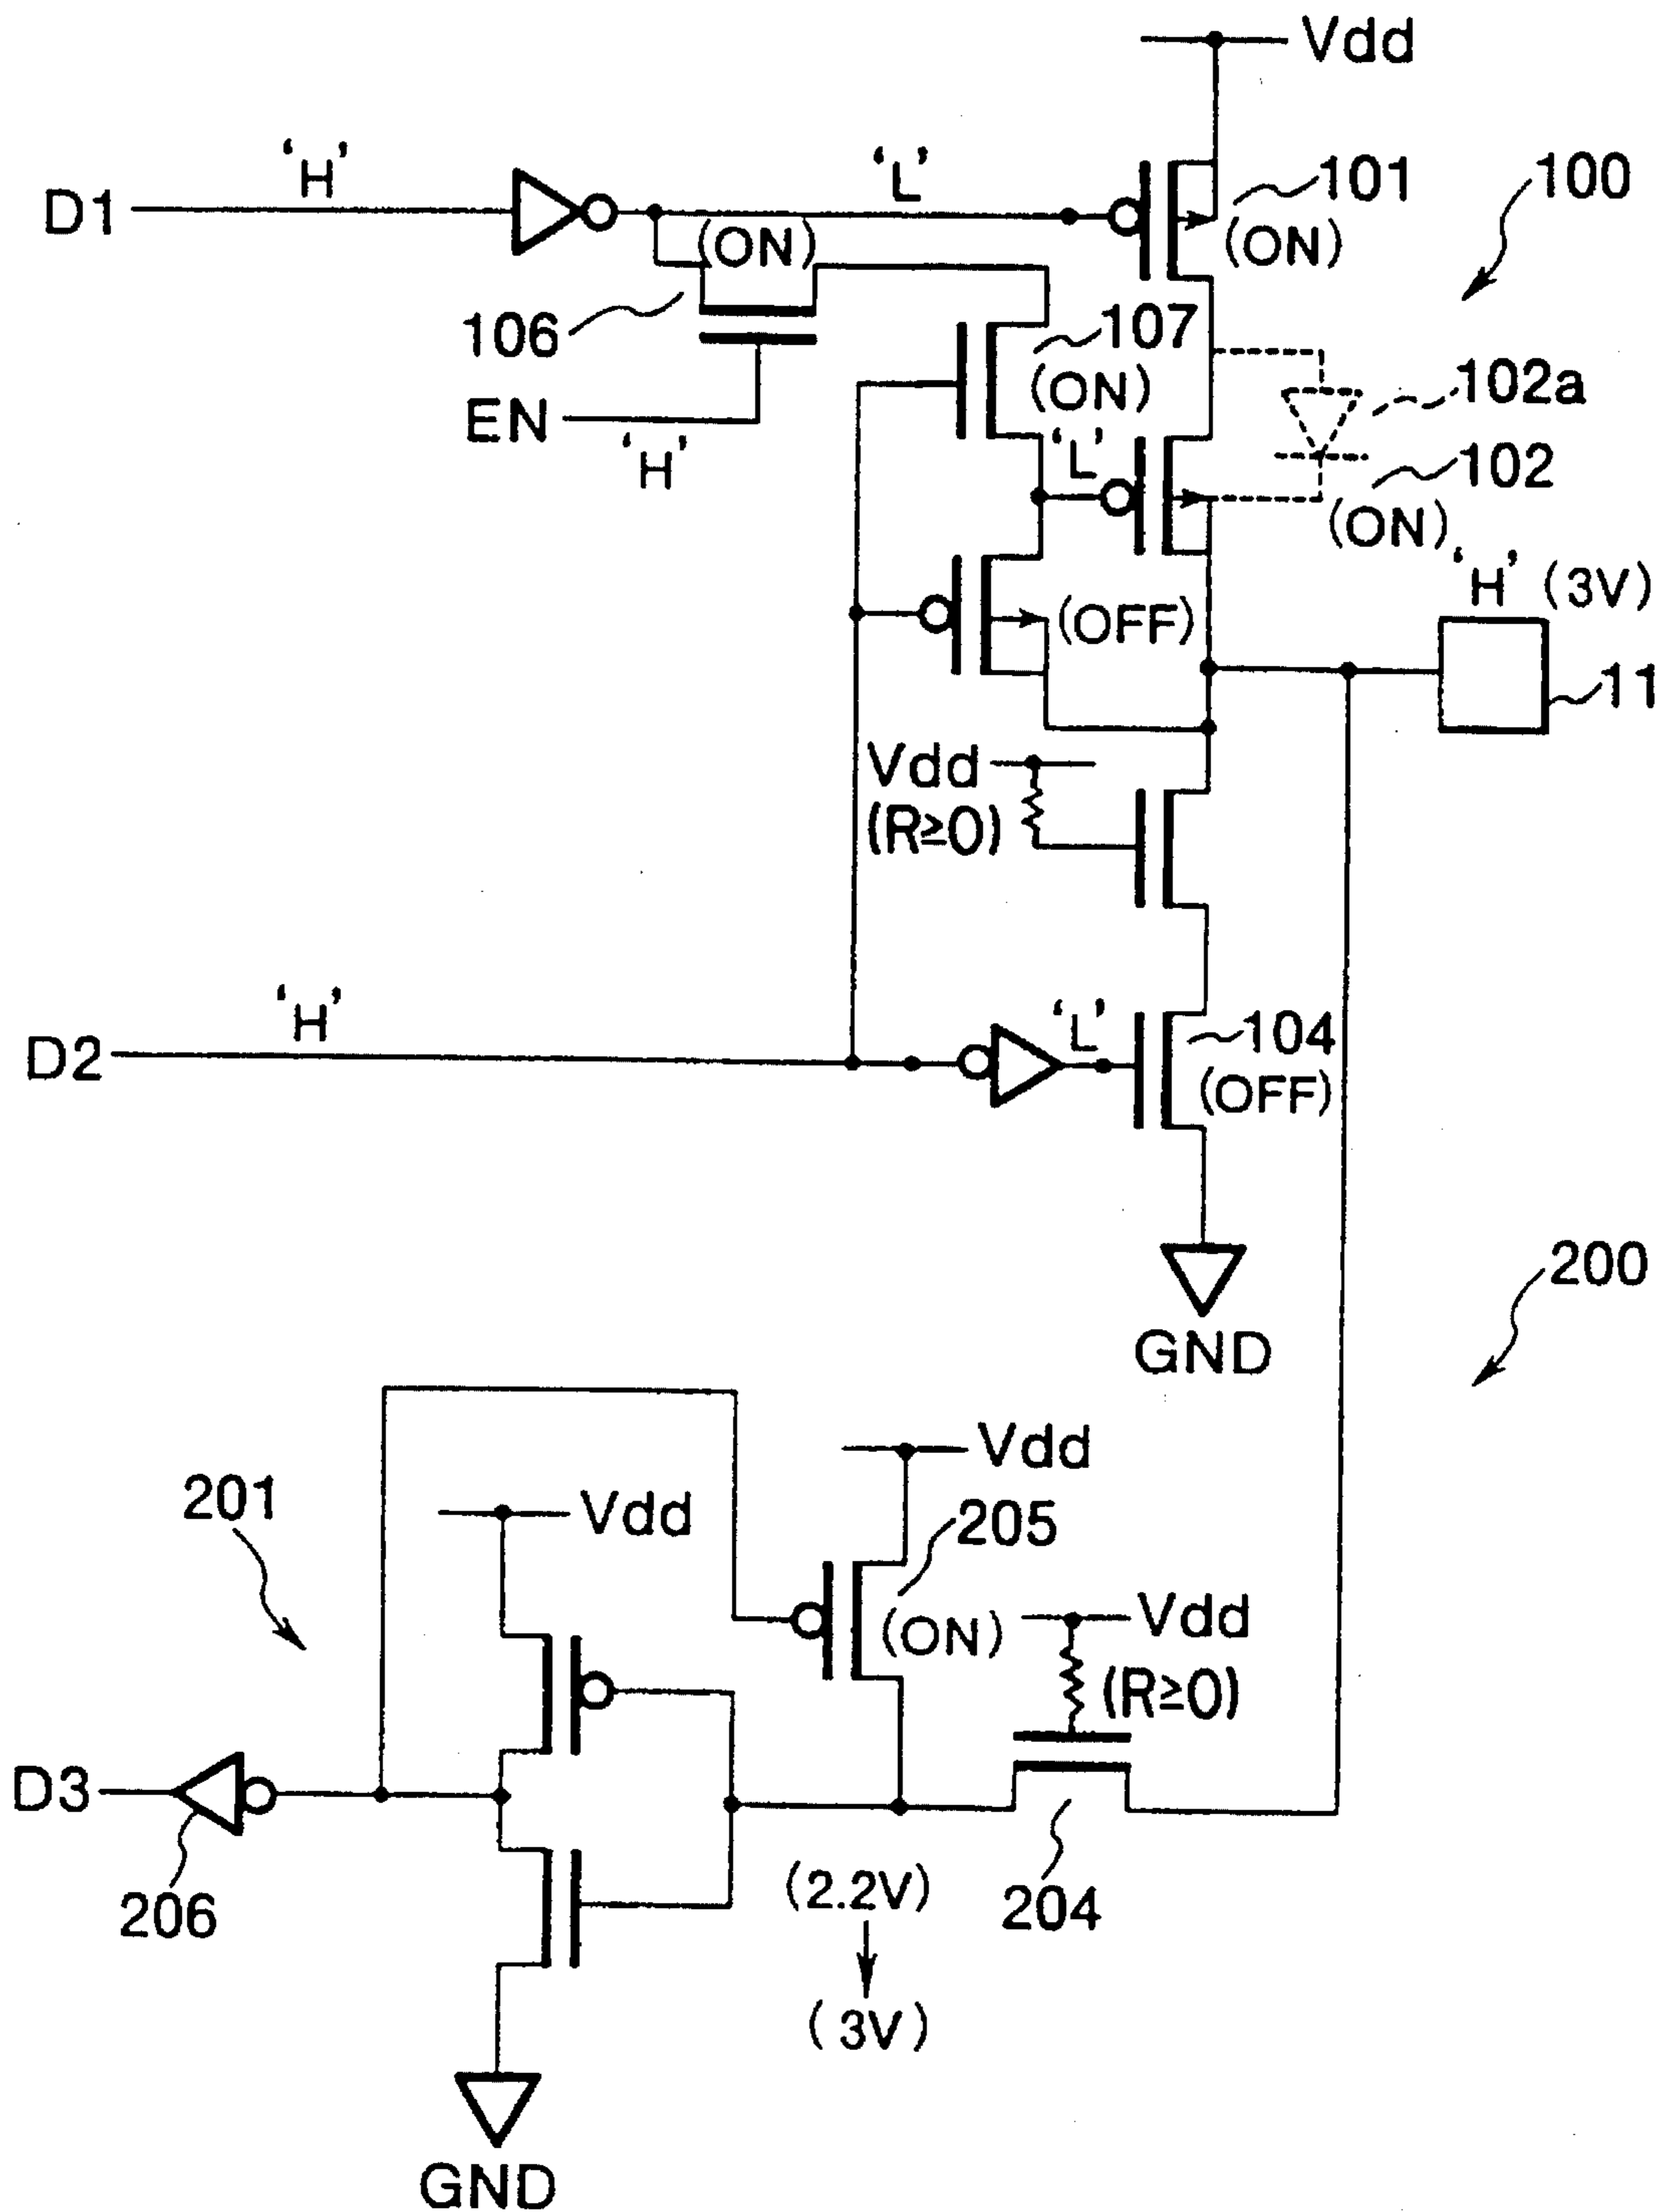 Vdd
'H'
'L'
101
100
D1
(ON)
(ON)
106
107
102a
EN
(ON)
'H'
'L'
102
(ON)
'H' (3V)
(OFF)
11
Vdd
(R≧0)
'H'
'L'
104
D2
(OFF)
200
GND
Vdd
201
Vdd
205
(ON)
Vdd
(R≧0)
D3
(2.2V)
204
206
(3V)
GND